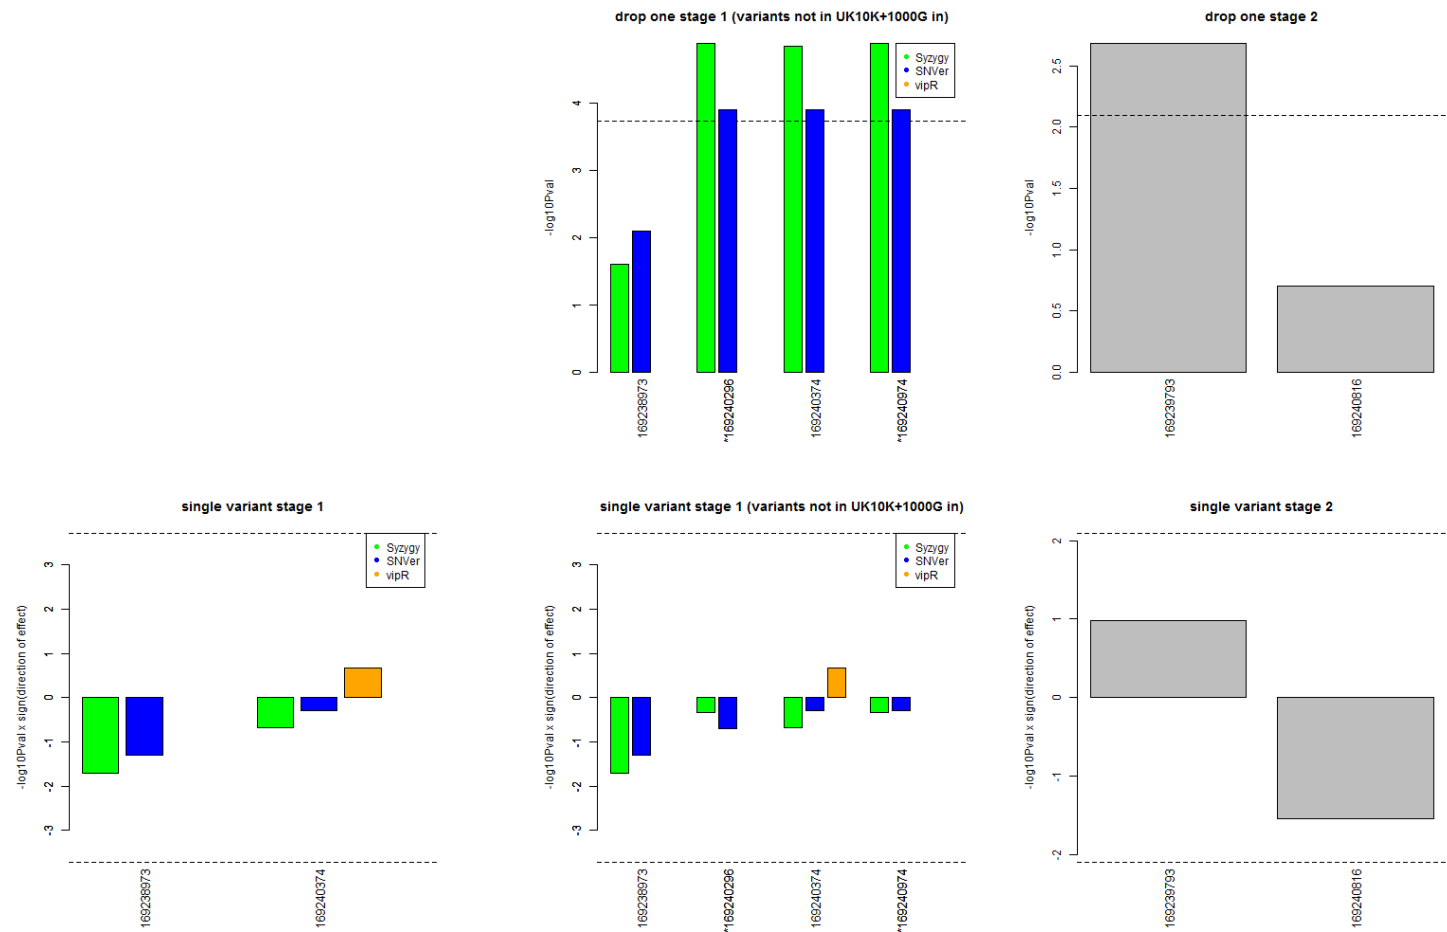 drop one stage 1 (variants not in UK10K+1000G in)
-log10Pval
4
3
2
1
0
Syzygy
SNVer
vipR
169238973
*169240296
169240374
*169240974
drop one stage 2
-log10Pval
2.5
2.0
1.5
1.0
0.5
0.0
169239793
169240816
single variant stage 1
-log10Pval x sign(direction of effect)
3
2
1
0
-1
-2
-3
Syzygy
SNVer
vipR
169238973
169240374
single variant stage 1 (variants not in UK10K+1000G in)
-log10Pval x sign(direction of effect)
3
2
1
0
-1
-2
-3
Syzygy
SNVer
vipR
169238973
*169240296
169240374
*169240974
single variant stage 2
-log10Pval x sign(direction of effect)
2
1
0
-1
-2
169239793
169240816